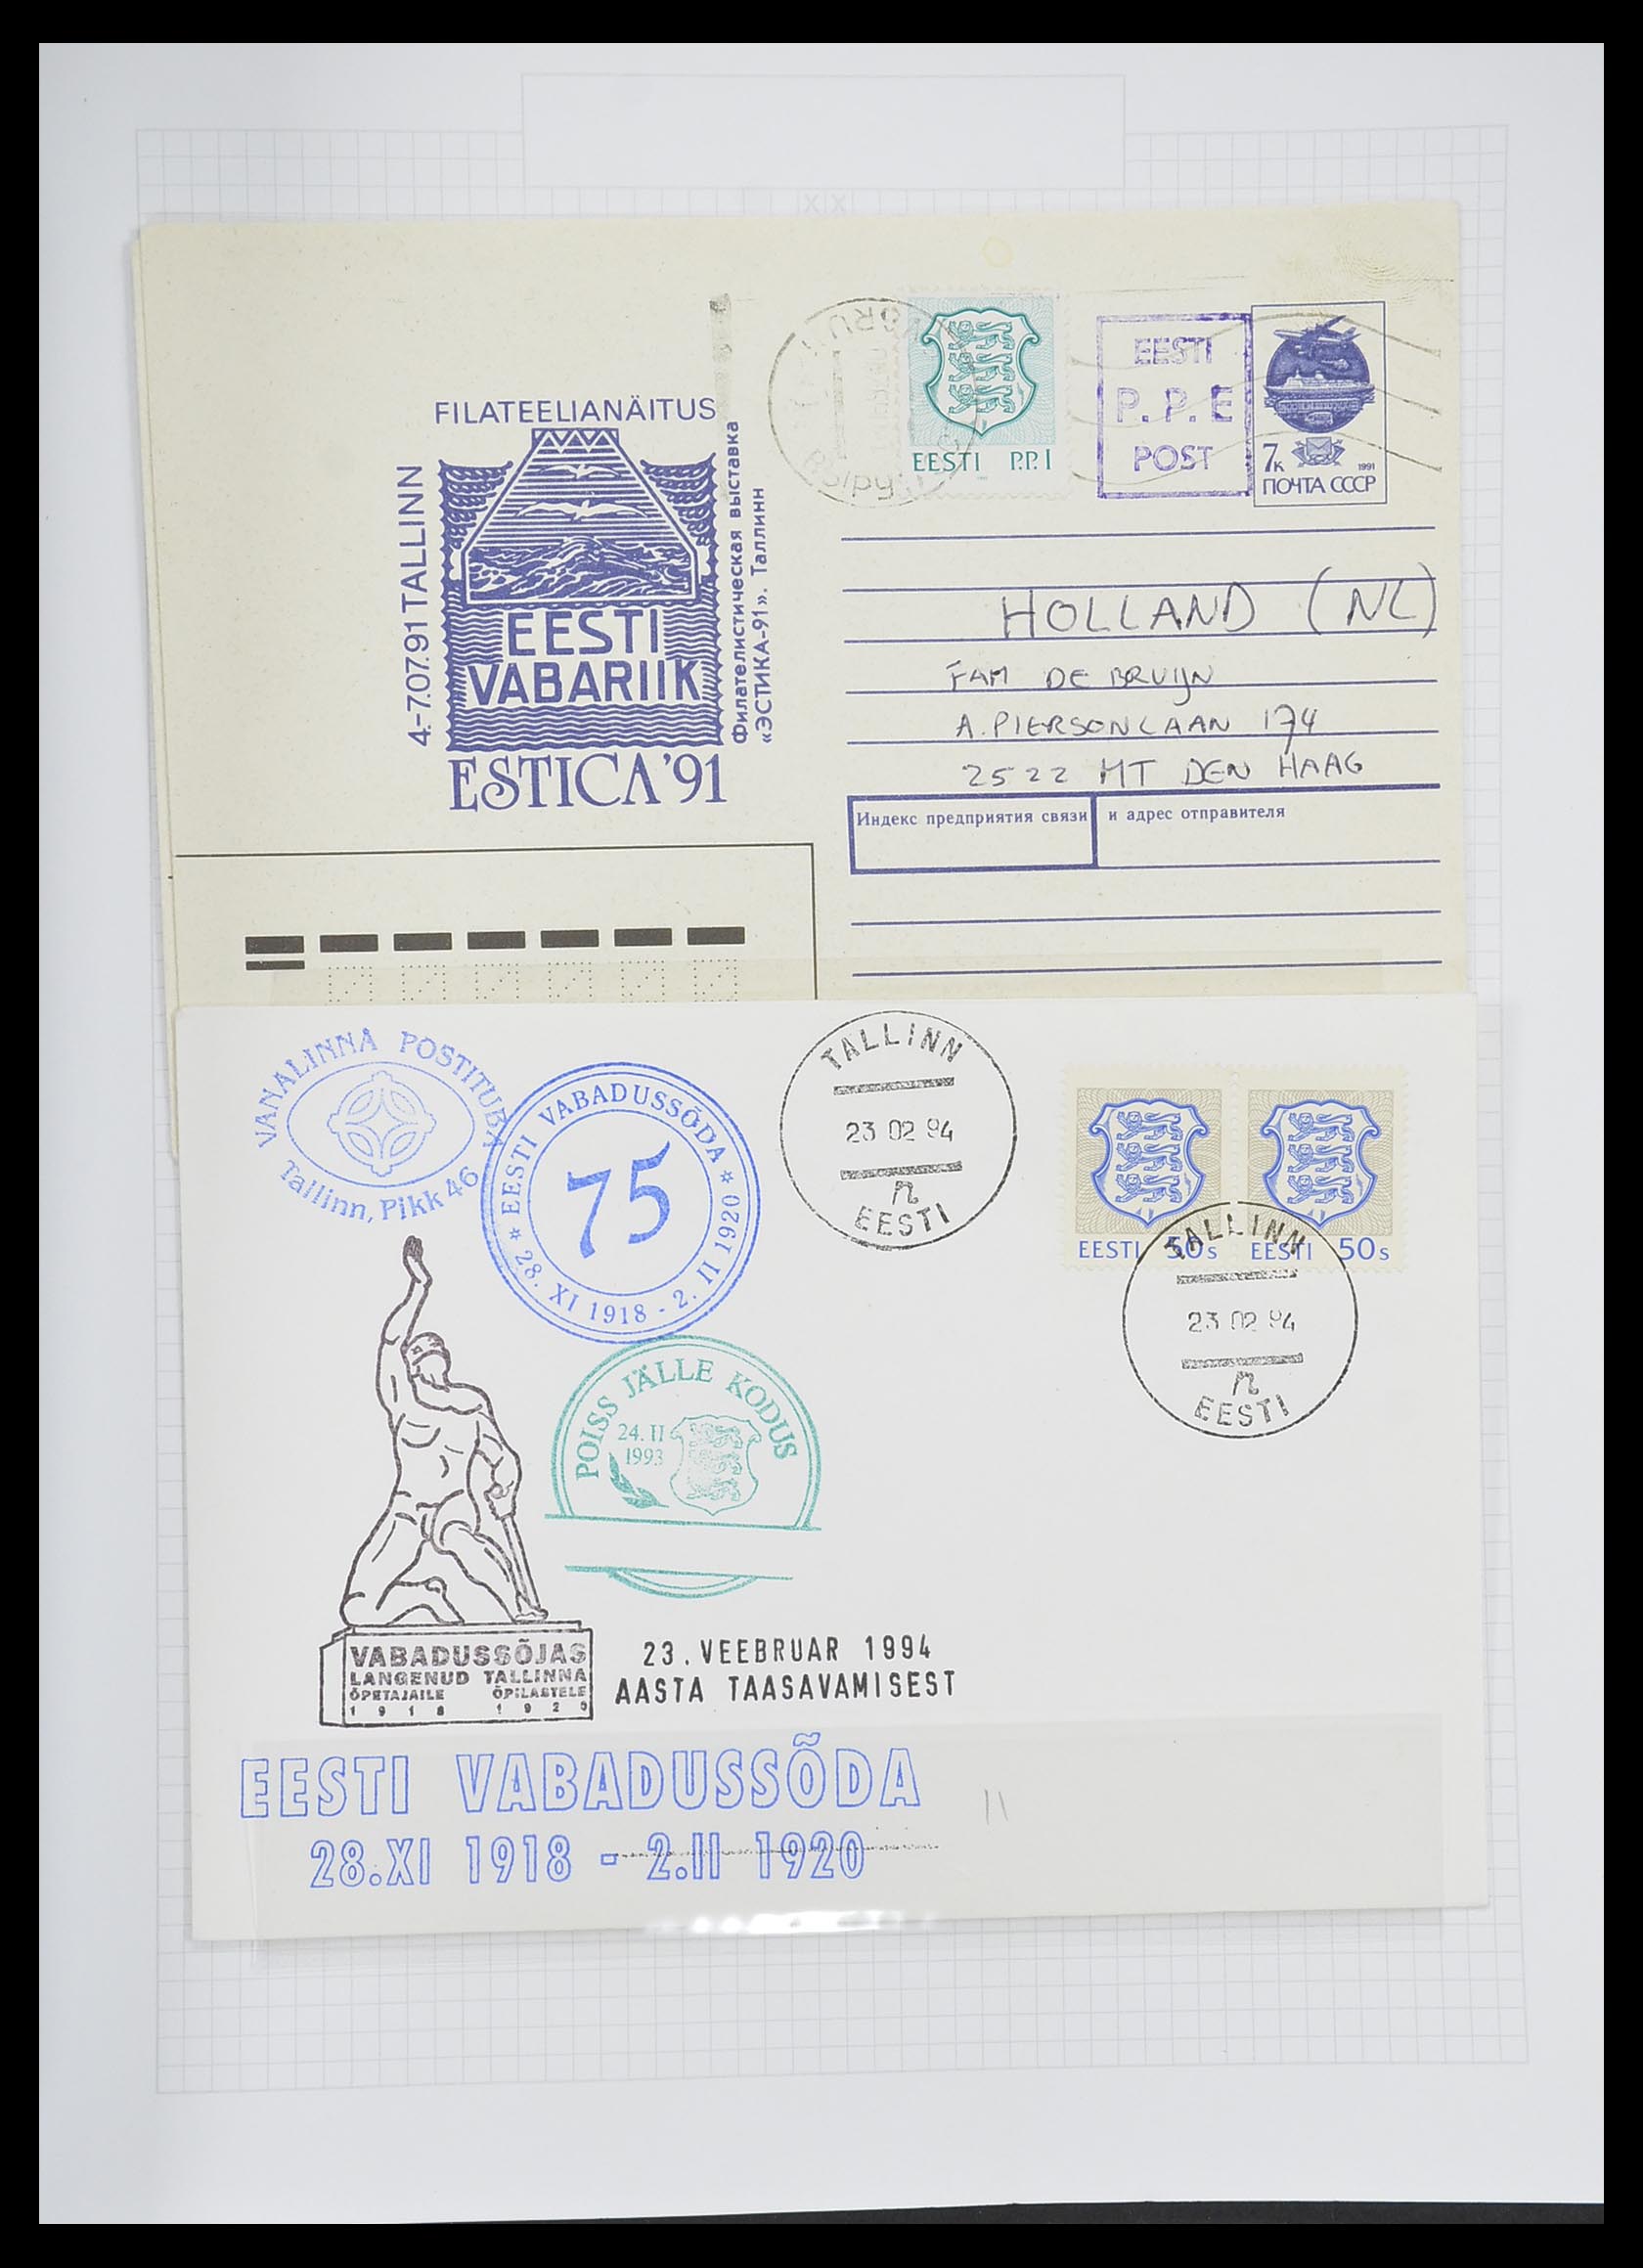 FILATEELIANÄITUS
4.-7.07.91 TALLINN
EESTI
VABARIIK
ESTICA'91
Филателистическая выставка
«ЭСТИКА-91». Таллинн
EESTI P.P. I
EESTI
P. P. E
POST
7к
1991
ПОЧТА СССР
HOLLAND (NL)
FAM DE BRUIJN
A. PIERSONLAAN 174
2522 MT DEN HAAG
Индекс предприятия связи и адрес отправителя
VANALINNA POSTITUBA
Tallinn, Pikk 46
* EESTI VABADUSSÕDA *
75
28. XI 1918 - 2. II 1920
TALLINN
23 02 94
EESTI
EESTI 50s
EESTI 50s
TALLINN
23 02 94
EESTI
POISS JÄLLE KODUS
24. II
1993
VABADUSSÕJAS
LANGENUD TALLINNA
ÕPETAJAILE ÕPILASTELE
1918 1920
23. VEEBRUAR 1994
AASTA TAASAVAMISEST
EESTI VABADUSSÕDA
28.XI 1918 - 2.II 1920